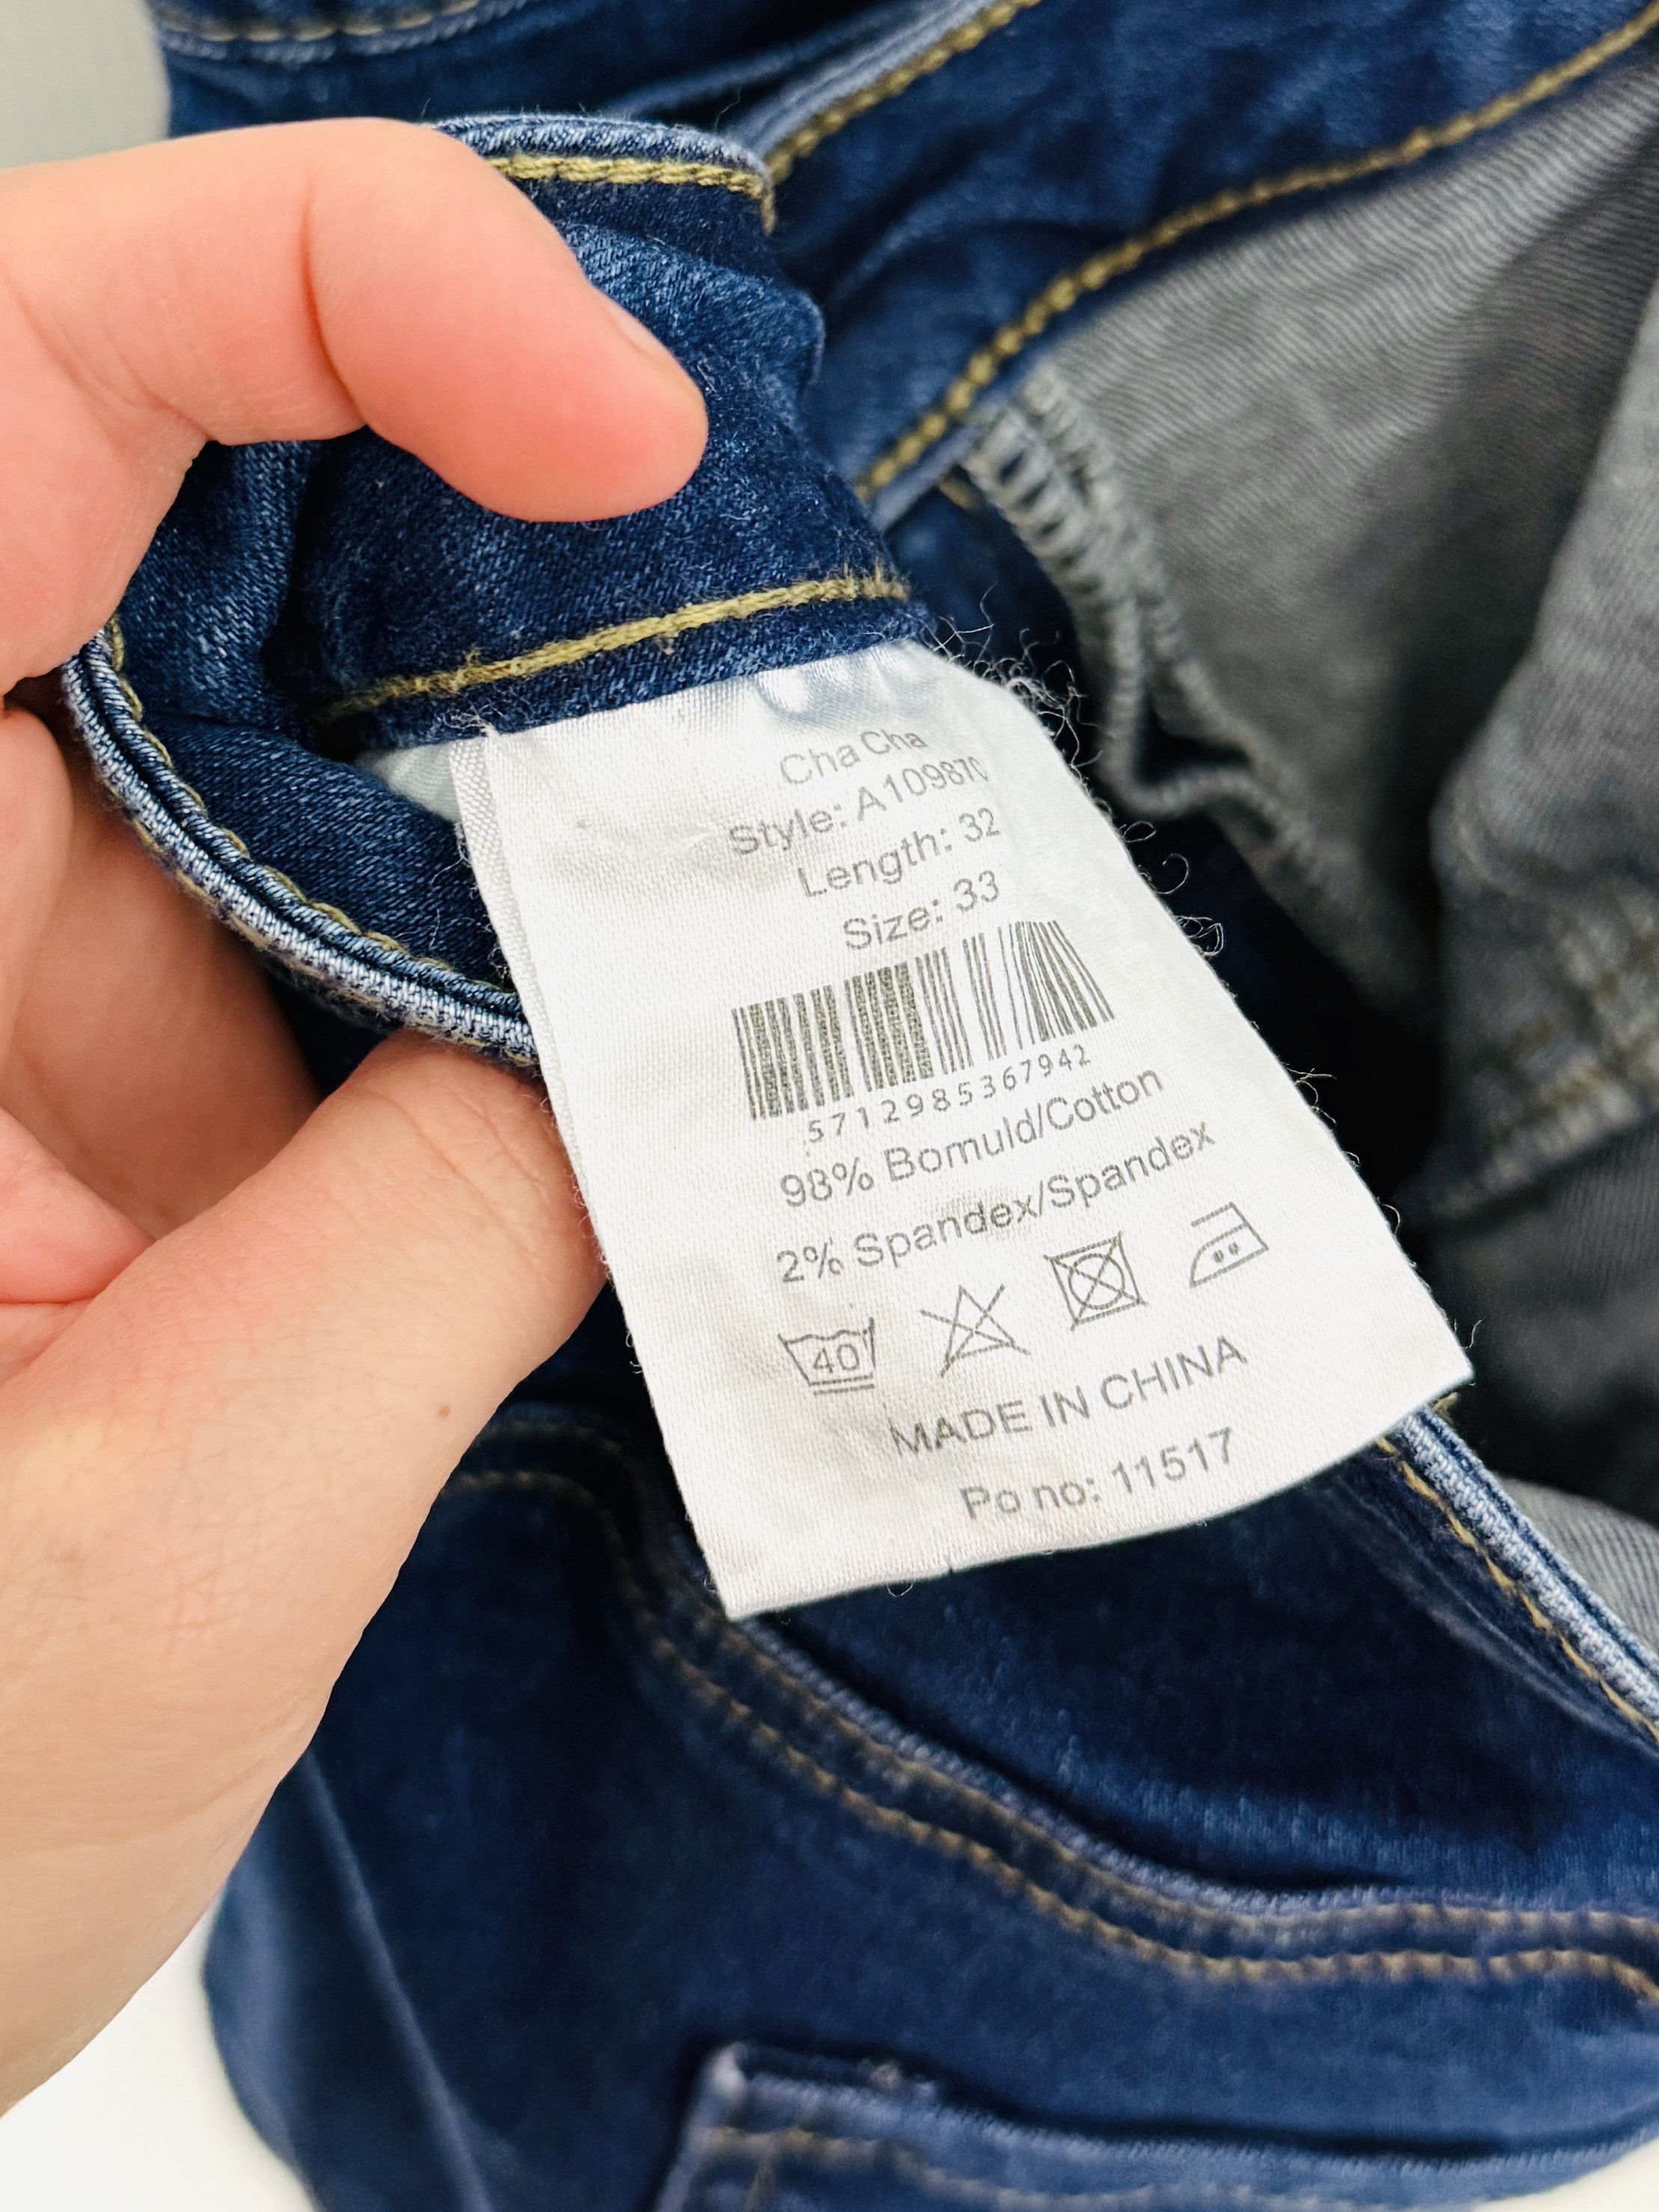 Cha Cha
Style: A109870
Length: 32
Size: 33
5712985367942
98% Bomuld/Cotton
2% Spandex/Spandex
40
MADE IN CHINA
Po no: 11517